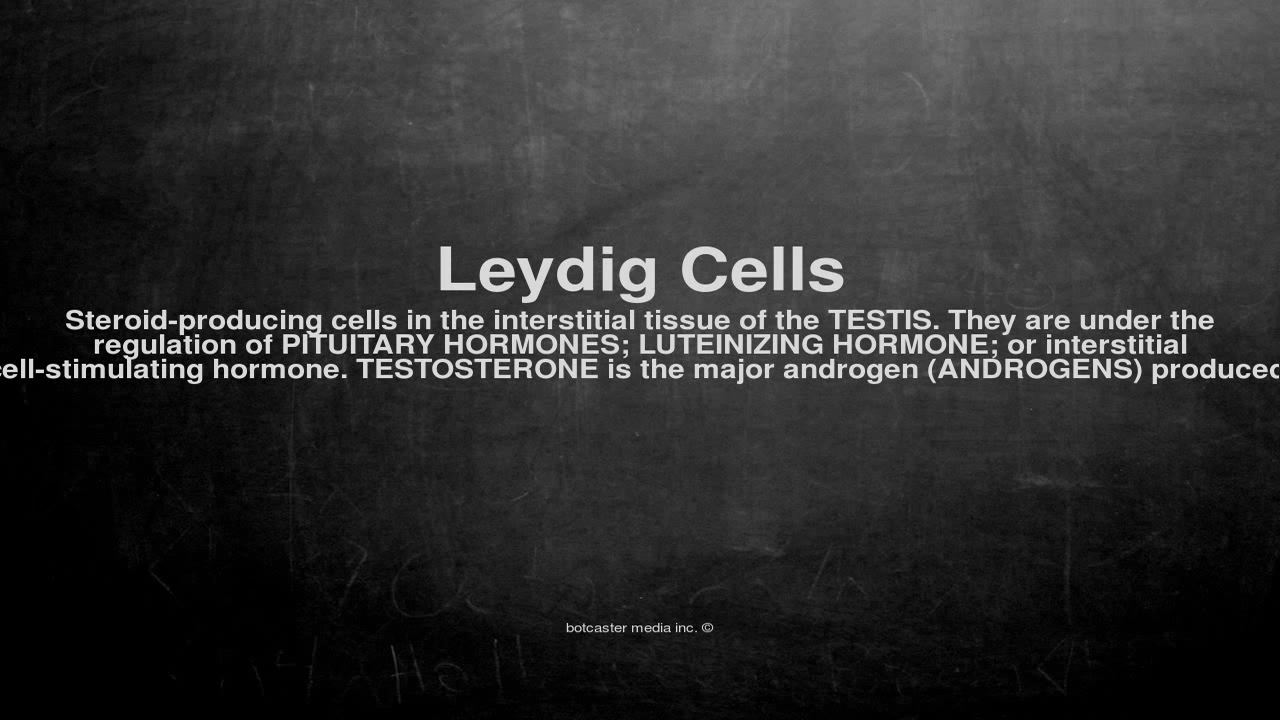 Leydig Cells
Steroid-producing cells in the interstitial tissue of the TESTIS. They are under the
regulation of PITUITARY HORMONES; LUTEINIZING HORMONE; or interstitial
cell-stimulating hormone. TESTOSTERONE is the major androgen (ANDROGENS) produced
botcaster media inc. ©